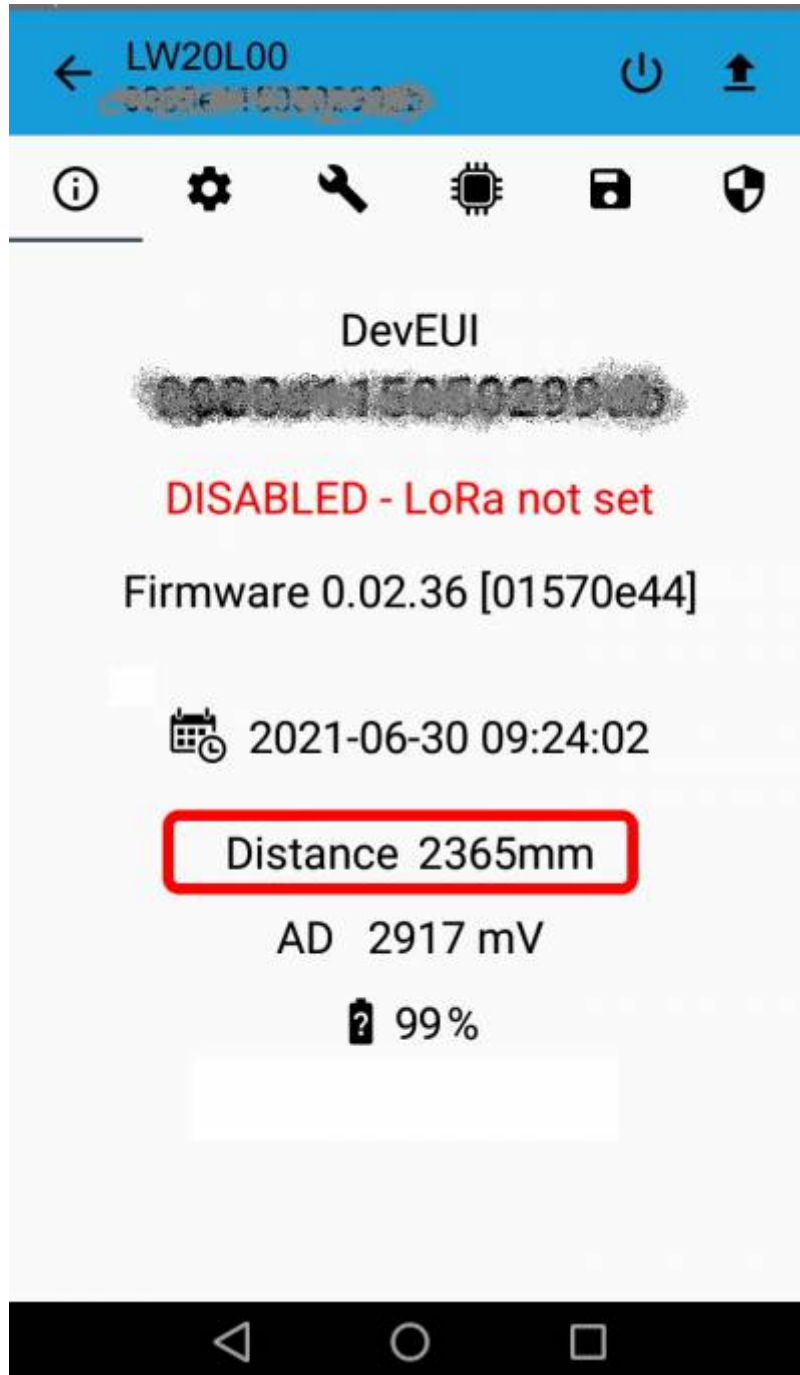 LW20L00
DevEUI
DISABLED - LoRa not set
Firmware 0.02.36 [01570e44]
2021-06-30 09:24:02
Distance 2365mm
AD 2917 mV
99%